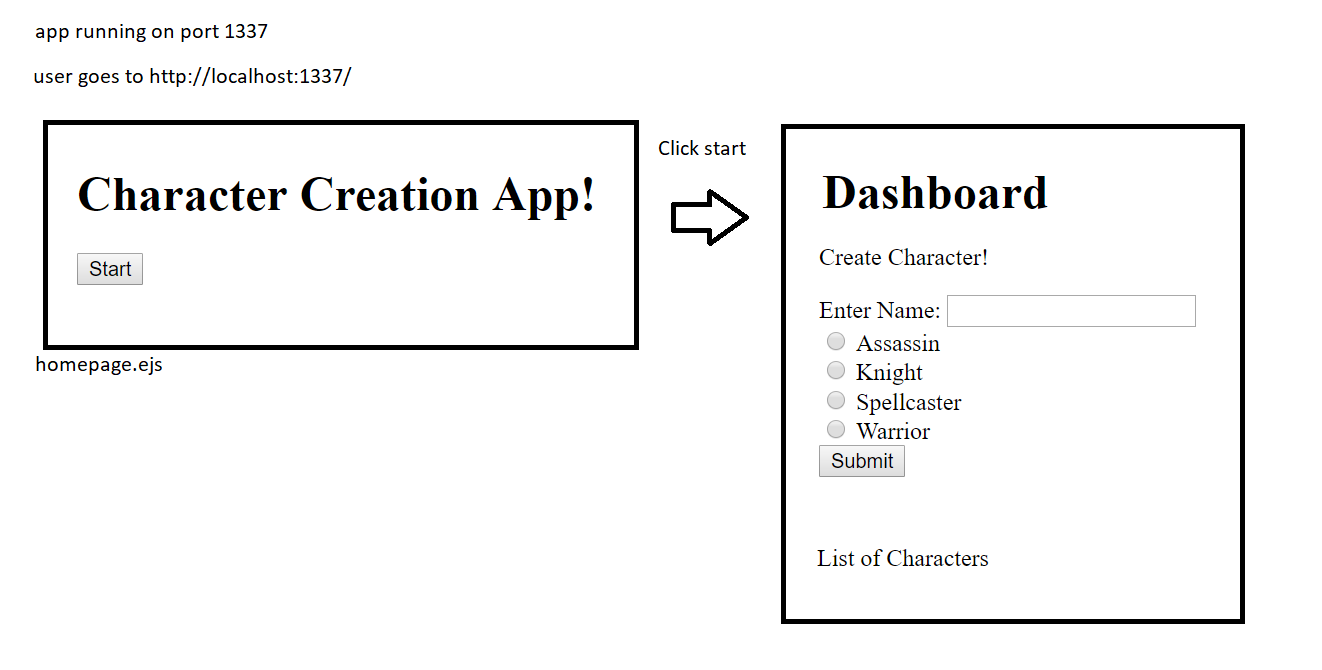 app running on port 1337
user goes to http://localhost:1337/
Character Creation App!
Start
homepage.ejs
Click start
Dashboard
Create Character!
Enter Name:
Assassin
Knight
Spellcaster
Warrior
Submit
List of Characters